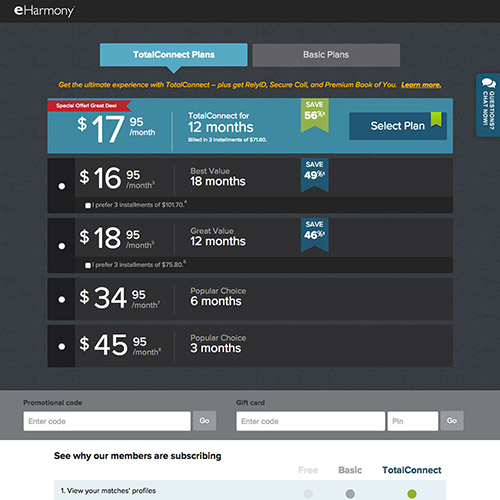 eHarmony
TotalConnect Plans
Basic Plans
Get the ultimate experience with TotalConnect – plus get RelyID, Secure Call, and Premium Book of You. Learn more.
QUESTIONS?
CHAT NOW!
Special Offer! Great Deal
$17 95
/month
TotalConnect for
12 months
Billed in 3 installments of $71.80.
SAVE
56%
Select Plan
$16 95
/month³
Best Value
18 months
SAVE
49%
I prefer 3 installments of $101.70.⁴
$18 95
/month⁵
Great Value
12 months
SAVE
46%
I prefer 3 installments of $75.80.⁶
$34 95
/month⁷
Popular Choice
6 months
$45 95
/month
Popular Choice
3 months
Promotional code
Gift card
Enter code
Go
Enter code
Pin
Go
See why our members are subscribing
Free
Basic
TotalConnect
1. View your matches' profiles